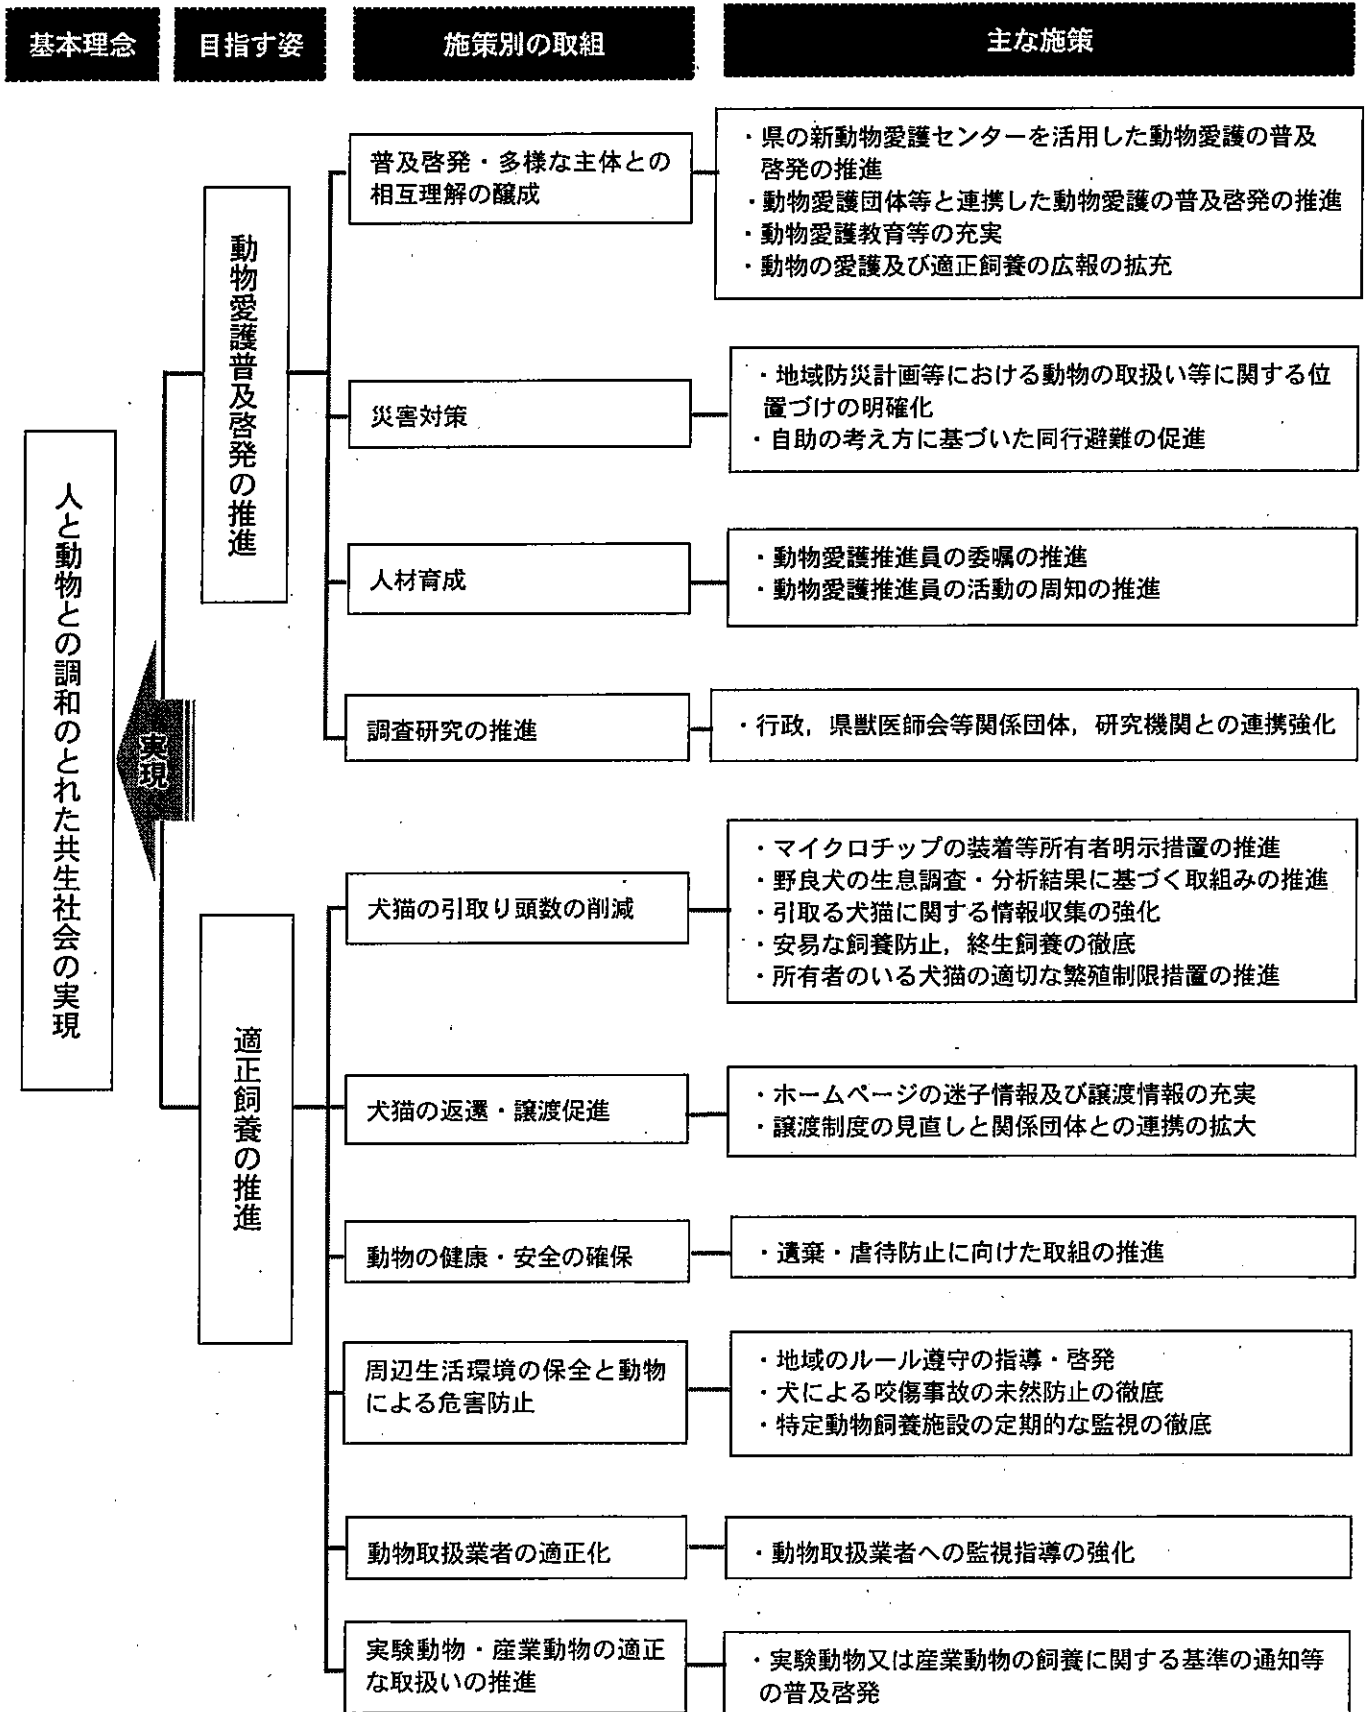 基本理念
目指す姿
施策別の取組
主な施策
人と動物との調和のとれた共生社会の実現
実現
動物愛護普及啓発の推進
普及啓発・多様な主体との
相互理解の醸成
・県の新動物愛護センターを活用した動物愛護の普及
啓発の推進
・動物愛護団体等と連携した動物愛護の普及啓発の推進
・動物愛護教育等の充実
・動物の愛護及び適正飼養の広報の拡充
災害対策
・地域防災計画等における動物の取扱い等に関する位
置づけの明確化
・自助の考え方に基づいた同行避難の促進
人材育成
・動物愛護推進員の委嘱の推進
・動物愛護推進員の活動の周知の推進
調査研究の推進
・行政，県獣医師会等関係団体，研究機関との連携強化
適正飼養の推進
犬猫の引取り頭数の削減
・マイクロチップの装着等所有者明示措置の推進
・野良犬の生息調査・分析結果に基づく取組みの推進
・引取る犬猫に関する情報収集の強化
・安易な飼養防止，終生飼養の徹底
・所有者のいる犬猫の適切な繁殖制限措置の推進
犬猫の返還・譲渡促進
・ホームページの迷子情報及び譲渡情報の充実
・譲渡制度の見直しと関係団体との連携の拡大
動物の健康・安全の確保
・遺棄・虐待防止に向けた取組の推進
周辺生活環境の保全と動物
による危害防止
・地域のルール遵守の指導・啓発
・犬による咬傷事故の未然防止の徹底
・特定動物飼養施設の定期的な監視の徹底
動物取扱業者の適正化
・動物取扱業者への監視指導の強化
実験動物・産業動物の適正
な取扱いの推進
・実験動物又は産業動物の飼養に関する基準の通知等
の普及啓発